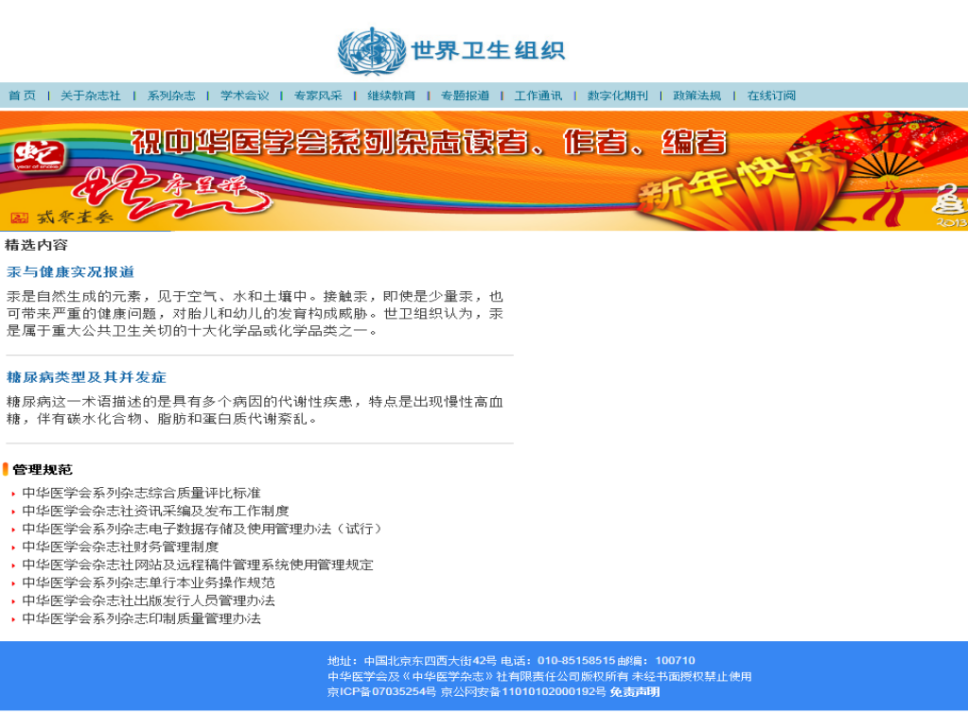 世界卫生组织
首页 | 关于杂志社 | 系列杂志 | 学术会议 | 专家风采 | 继续教育 | 专题报道 | 工作通讯 | 数字化期刊 | 政策法规 | 在线订阅
祝中华医学会系列杂志读者、作者、编者
蛇
year of snake
蛇年呈祥
贰零壹叁
新年快乐
2013
精选内容
汞与健康实况报道
汞是自然生成的元素，见于空气、水和土壤中。接触汞，即使是少量汞，也
可带来严重的健康问题，对胎儿和幼儿的发育构成威胁。世卫组织认为，汞
是属于重大公共卫生关切的十大化学品或化学品类之一。
糖尿病类型及其并发症
糖尿病这一术语描述的是具有多个病因的代谢性疾患，特点是出现慢性高血
糖，伴有碳水化合物、脂肪和蛋白质代谢紊乱。
管理规范
中华医学会系列杂志综合质量评比标准
中华医学会杂志社资讯采编及发布工作制度
中华医学会系列杂志电子数据存储及使用管理办法（试行）
中华医学会杂志社财务管理制度
中华医学会杂志社网站及远程稿件管理系统使用管理规定
中华医学会系列杂志单行本业务操作规范
中华医学会杂志社出版发行人员管理办法
中华医学会系列杂志印制质量管理办法
地址：中国北京东四西大街42号 电话：010-85158515 邮编：100710
中华医学会及《中华医学杂志》社有限责任公司版权所有 未经书面授权禁止使用
京ICP备07035254号 京公网安备11010102000192号 免责声明